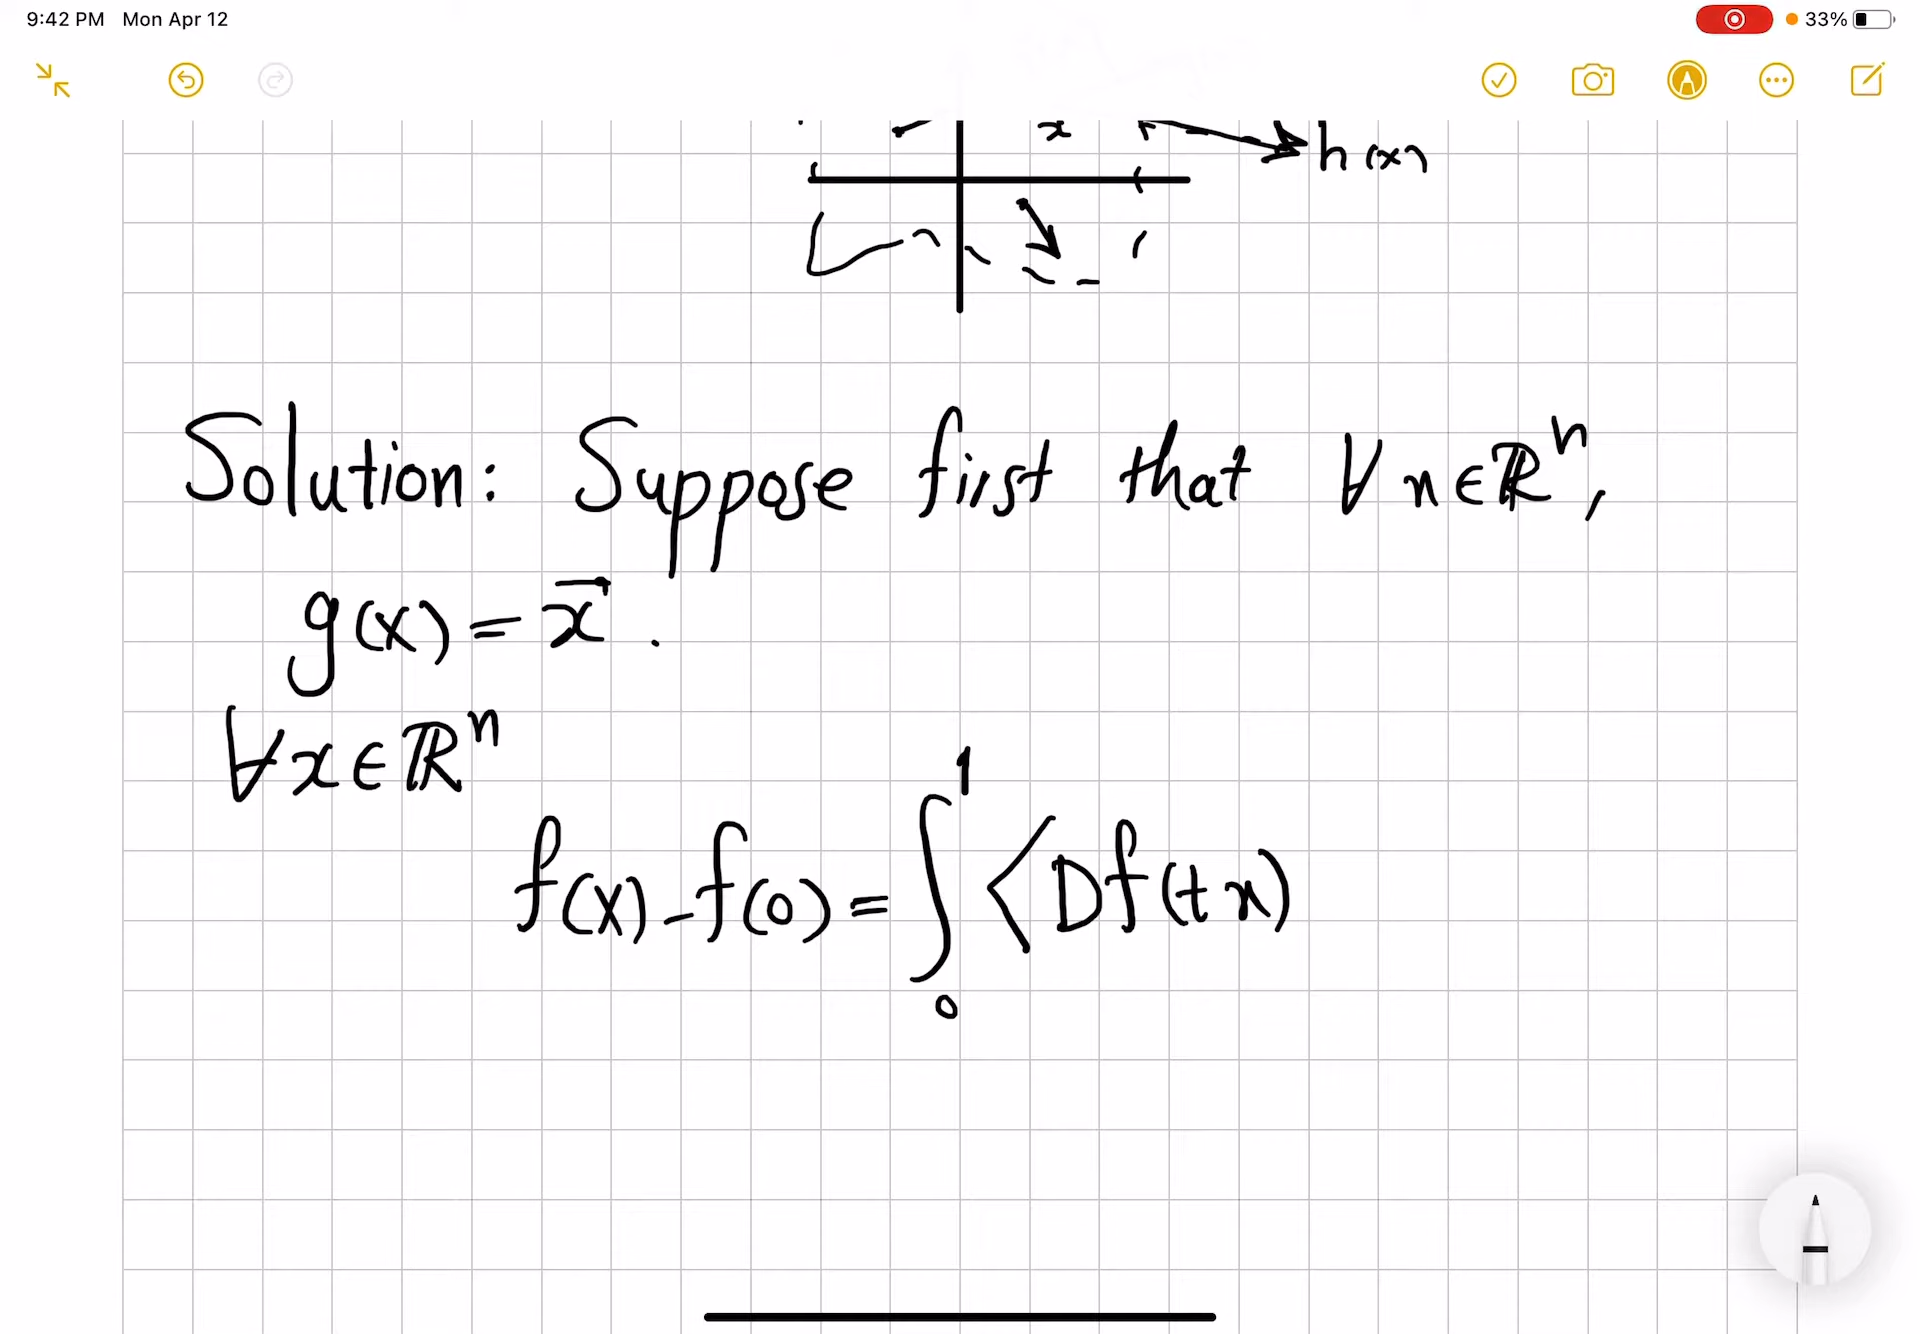 9:42 PM Mon Apr 12 33%
x h(x)
Solution: Suppose first that ∀ x ∈ ℝⁿ,
g(x) = x⃗ .
∀ x ∈ ℝⁿ
f(x) - f(0) = ∫₀¹ ⟨Df(tx)